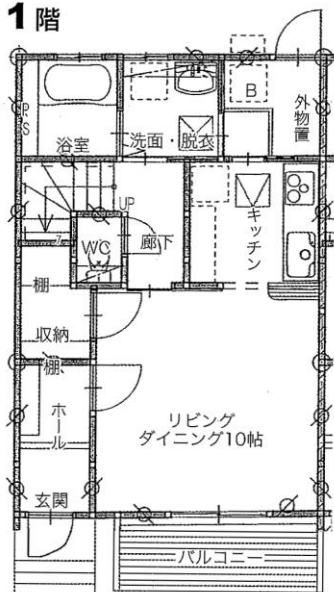 1階
P.S
浴室
洗面・脱衣
B
外物置
UP
WC
廊下
キッチン
棚
収納
棚
ホール
リビング
ダイニング10帖
玄関
バルコニー